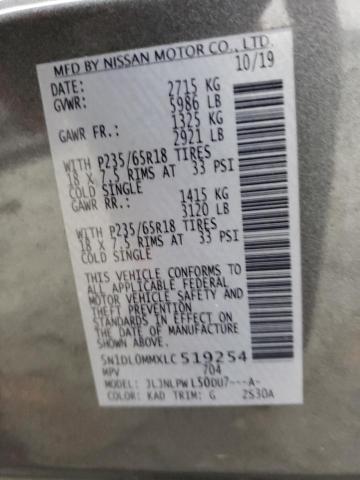 MFD BY NISSAN MOTOR CO., LTD.
DATE: 10/19
GVWR: 2715 KG
5986 LB
GAWR FR.: 1325 KG
2921 LB
WITH P235/65R18 TIRES
18 X 7.5 RIMS AT 33 PSI
COLD SINGLE
GAWR RR.: 1415 KG
3120 LB
WITH P235/65R18 TIRES
18 X 7.5 RIMS AT 33 PSI
COLD SINGLE
THIS VEHICLE CONFORMS TO
ALL APPLICABLE FEDERAL
MOTOR VEHICLE SAFETY AND
THEFT PREVENTION
STANDARDS IN EFFECT ON
THE DATE OF MANUFACTURE
SHOWN ABOVE.
5N1DL0MMXLC519254
MPV 704
MODEL: JLJNLPWL50DU7---A-
COLOR: KAD TRIM: G 2S30A